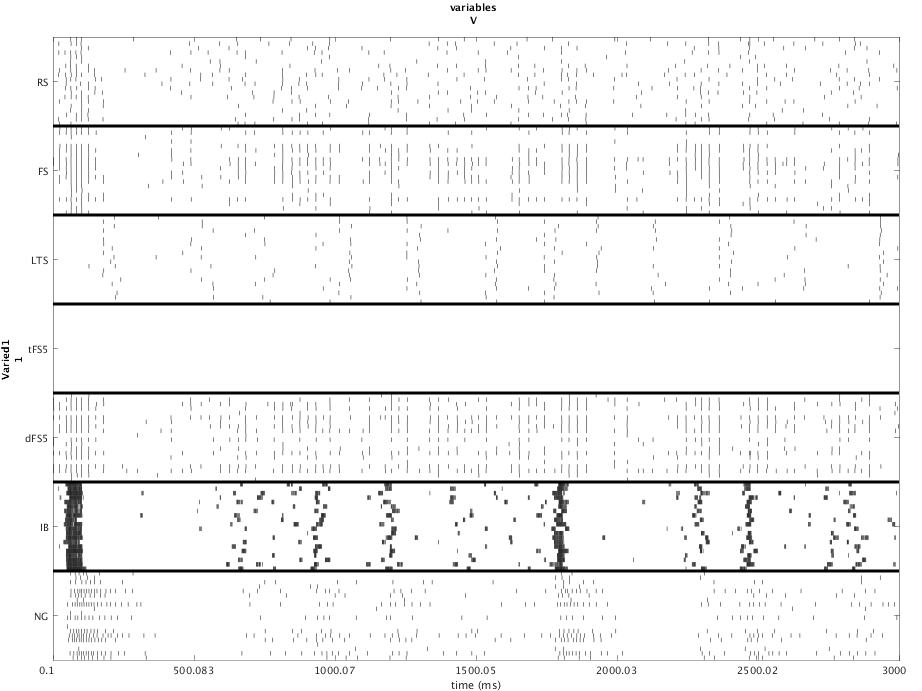 variables
V
RS
FS
LTS
tFS5
dFS5
IB
NG
Varied1
1
0.1
500.083
1000.07
1500.05
2000.03
2500.02
3000
time (ms)